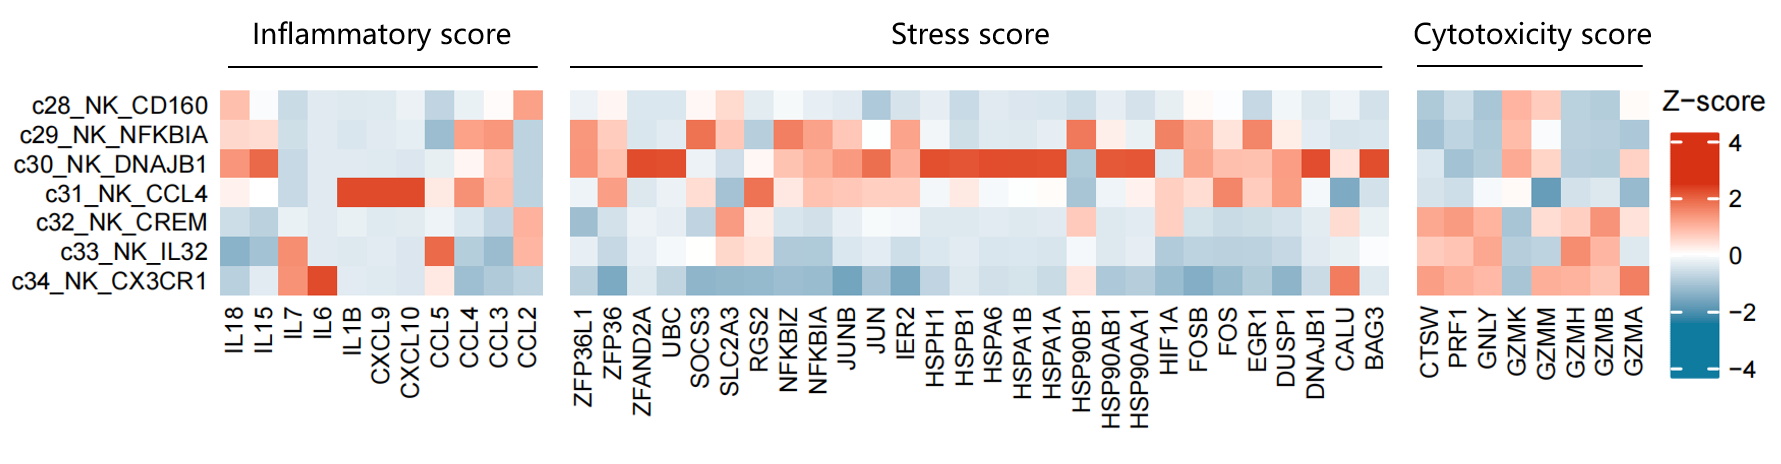 Inflammatory score
Stress score
Cytotoxicity score
c28_NK_CD160
c29_NK_NFKBIA
c30_NK_DNAJB1
c31_NK_CCL4
c32_NK_CREM
c33_NK_IL32
c34_NK_CX3CR1
Z−score
4
2
0
−2
−4
IL18
IL15
IL7
IL6
IL1B
CXCL9
CXCL10
CCL5
CCL4
CCL3
CCL2
ZFP36L1
ZFP36
ZFAND2A
UBC
SOCS3
SLC2A3
RGS2
NFKBIZ
NFKBIA
JUNB
JUN
IER2
HSPH1
HSPB1
HSPA6
HSPA1B
HSPA1A
HSP90B1
HSP90AB1
HSP90AA1
HIF1A
FOSB
FOS
EGR1
DUSP1
DNAJB1
CALU
BAG3
CTSW
PRF1
GNLY
GZMK
GZMM
GZMH
GZMB
GZMA